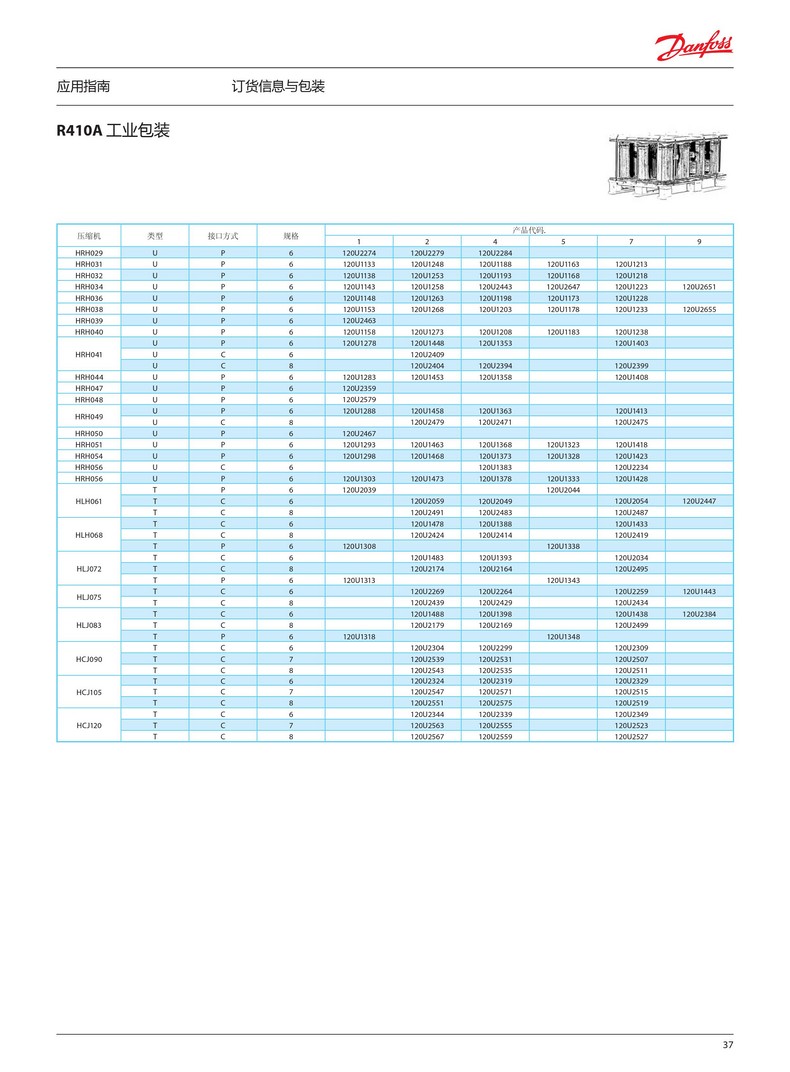 Danfoss
应用指南 订货信息与包装
R410A 工业包装
压缩机 类型 接口方式 规格 产品代码.
1 2 4 5 7 9
HRH029 U P 6 120U2274 120U2279 120U2284
HRH031 U P 6 120U1133 120U1248 120U1188 120U1163 120U1213
HRH032 U P 6 120U1138 120U1253 120U1193 120U1168 120U1218
HRH034 U P 6 120U1143 120U1258 120U2443 120U2647 120U1223 120U2651
HRH036 U P 6 120U1148 120U1263 120U1198 120U1173 120U1228
HRH038 U P 6 120U1153 120U1268 120U1203 120U1178 120U1233 120U2655
HRH039 U P 6 120U2463
HRH040 U P 6 120U1158 120U1273 120U1208 120U1183 120U1238
HRH041 U P 6 120U1278 120U1448 120U1353 120U1403
U C 6 120U2409
U C 8 120U2404 120U2394 120U2399
HRH044 U P 6 120U1283 120U1453 120U1358 120U1408
HRH047 U P 6 120U2359
HRH048 U P 6 120U2579
HRH049 U P 6 120U1288 120U1458 120U1363 120U1413
U C 8 120U2479 120U2471 120U2475
HRH050 U P 6 120U2467
HRH051 U P 6 120U1293 120U1463 120U1368 120U1323 120U1418
HRH054 U P 6 120U1298 120U1468 120U1373 120U1328 120U1423
HRH056 U C 6 120U1383 120U2234
HRH056 U P 6 120U1303 120U1473 120U1378 120U1333 120U1428
HLH061 T P 6 120U2039 120U2044
T C 6 120U2059 120U2049 120U2054 120U2447
T C 8 120U2491 120U2483 120U2487
HLH068 T C 6 120U1478 120U1388 120U1433
T C 8 120U2424 120U2414 120U2419
T P 6 120U1308 120U1338
HLJ072 T C 6 120U1483 120U1393 120U2034
T C 8 120U2174 120U2164 120U2495
T P 6 120U1313 120U1343
HLJ075 T C 6 120U2269 120U2264 120U2259 120U1443
T C 8 120U2439 120U2429 120U2434
HLJ083 T C 6 120U1488 120U1398 120U1438 120U2384
T C 8 120U2179 120U2169 120U2499
T P 6 120U1318 120U1348
HCJ090 T C 6 120U2304 120U2299 120U2309
T C 7 120U2539 120U2531 120U2507
T C 8 120U2543 120U2535 120U2511
HCJ105 T C 6 120U2324 120U2319 120U2329
T C 7 120U2547 120U2571 120U2515
T C 8 120U2551 120U2575 120U2519
HCJ120 T C 6 120U2344 120U2339 120U2349
T C 7 120U2563 120U2555 120U2523
T C 8 120U2567 120U2559 120U2527
37